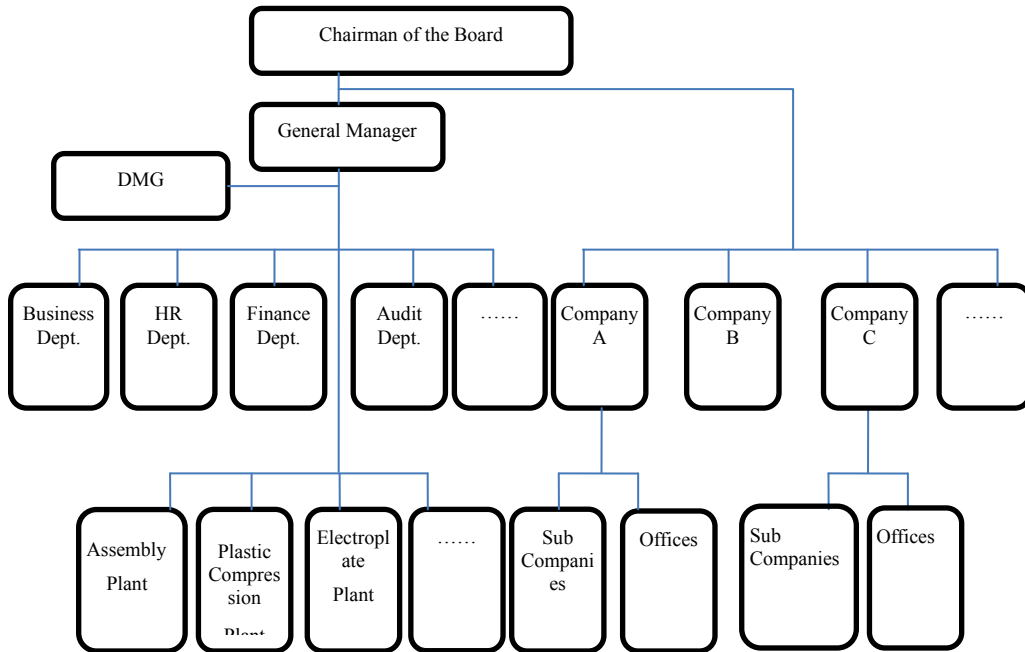 Chairman of the Board
General Manager
DMG
Business
Dept.
HR
Dept.
Finance
Dept.
Audit
Dept.
……
Company
A
Company
B
Company
C
……
Assembly
Plant
Plastic
Compres
sion
Plant
Electropl
ate
Plant
……
Sub
Compani
es
Offices
Sub
Companies
Offices